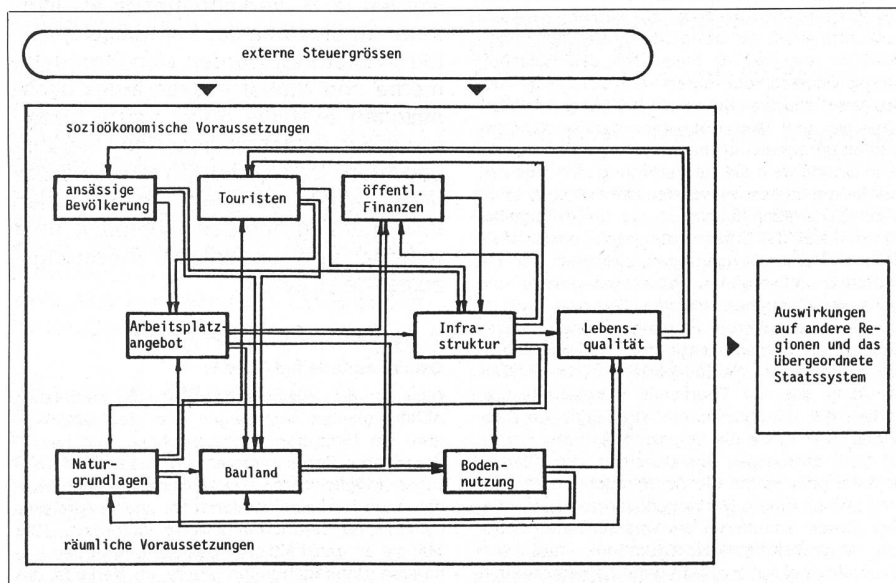 externe Steuergrössen
sozioökonomische Voraussetzungen
ansässige
Bevölkerung
Touristen
öffentl.
Finanzen
Arbeitsplatz-
angebot
Infra-
struktur
Lebens-
qualität
Auswirkungen
auf andere Re-
gionen und das
übergeordnete
Staatssystem
Natur-
grundlagen
Bauland
Boden-
nutzung
räumliche Voraussetzungen